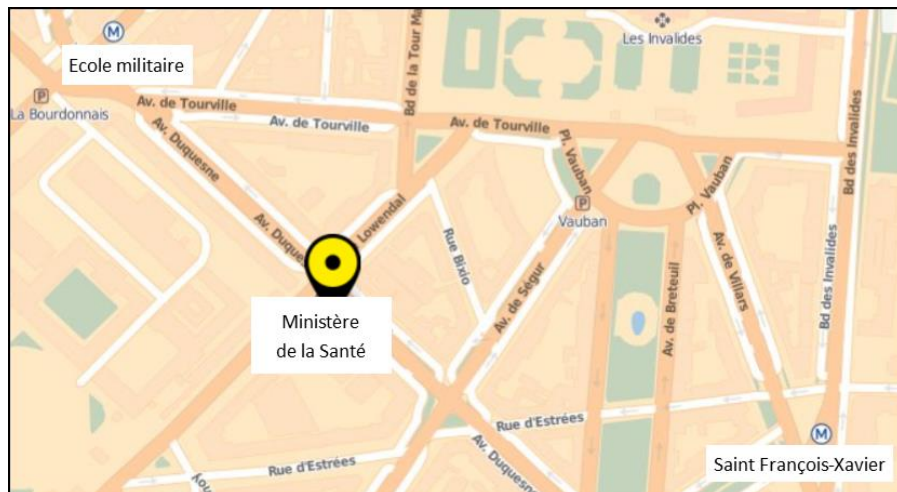 M
Ecole militaire
P
La Bourdonnais
Les Invalides
Av. de Tourville
Av. de Tourville
Av. de Tourville
Bd de la Tour Ma
Av. Duquesne
Av. Duque
Lowendal
Rue Bixio
Pl. Vauban
P
Vauban
Pl. Vauban
Bd des Invalides
Bd des Invalides
Av. de Ségur
Av. de Breteuil
Av. de Villars
Ministère
de la Santé
Rue d'Estrées
Rue d'Estrées
Av. Duquesne
roy
M
Saint François-Xavier